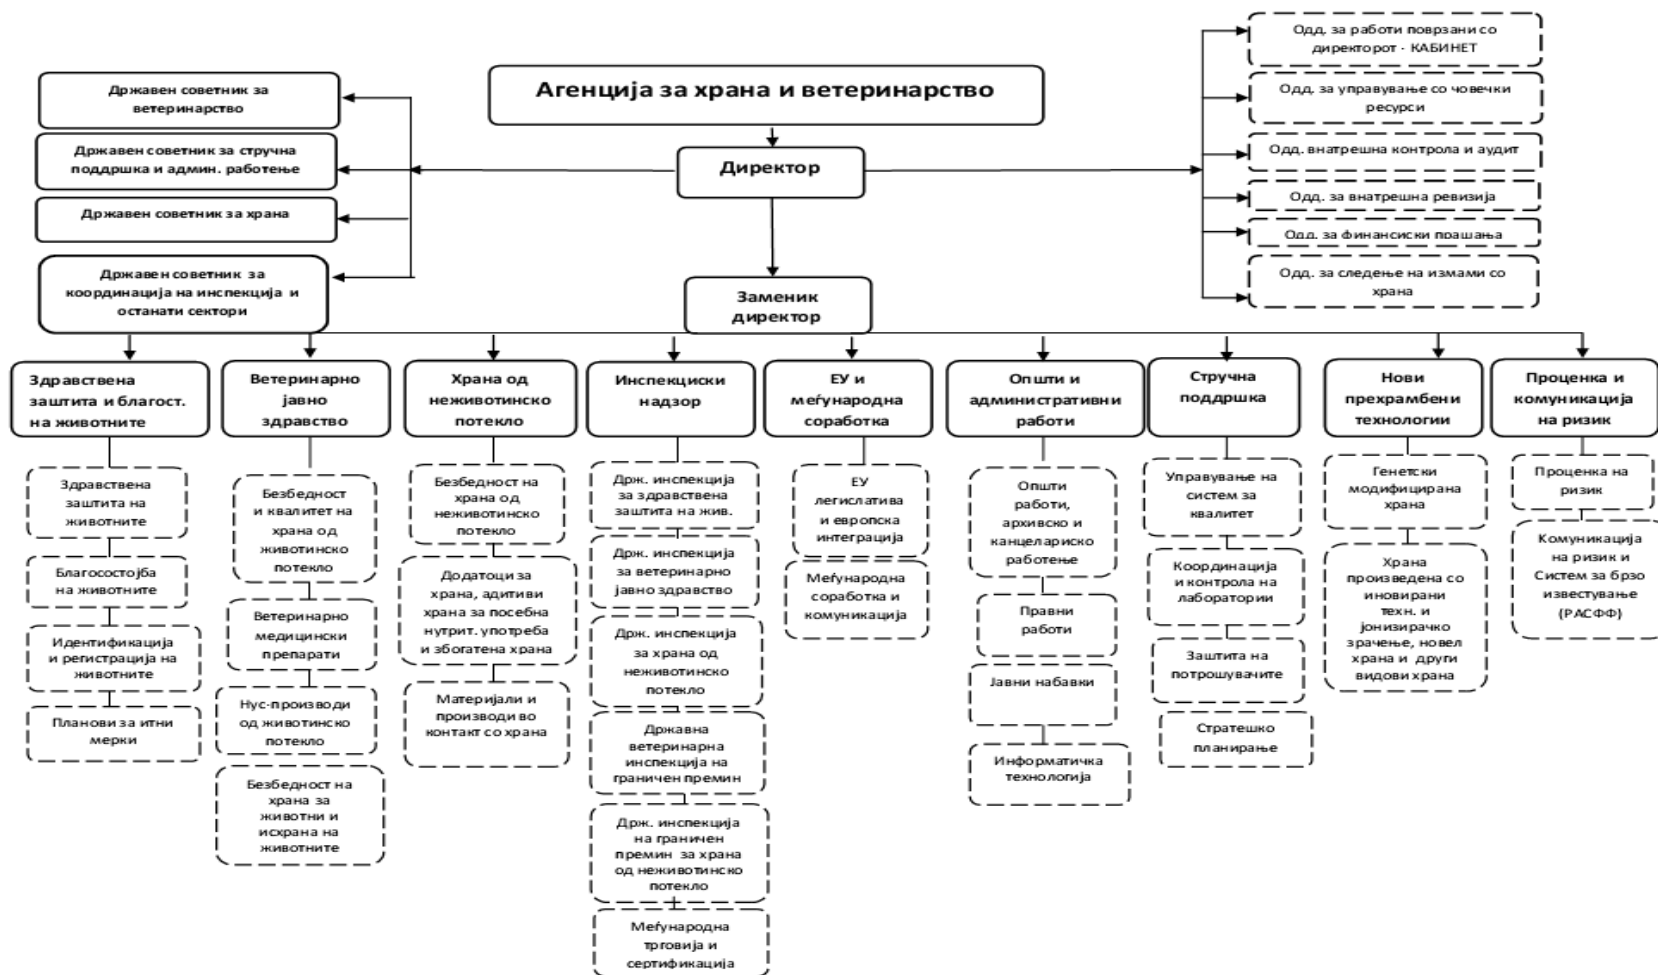 Агенција за храна и ветеринарство
Директор
Заменик
директор
Државен советник за
ветеринарство
Државен советник за стручна
поддршка и админ. работење
Државен советник за храна
Државен советник за
координација на инспекција и
останати сектори
Одд. за работи поврзани со
директорот - КАБИНЕТ
Одд. за управување со човечки
ресурси
Одд. внатрешна контрола и аудит
Одд. за внатрешна ревизија
Одд. за финансиски прашања
Одд. за следење на измами со
храна
Здравствена
заштита и благост.
на животните
Здравствена
заштита на
животните
Благосостојба
на животните
Идентификација
и регистрација на
животните
Планови за итни
мерки
Ветеринарно
јавно
здравство
Безбедност
и квалитет на
храна од
животинско
потекло
Ветеринарно
медицински
препарати
Нус-производи
од животинско
потекло
Безбедност на
храна за
животни и
исхрана на
животните
Храна од
неживотинско
потекло
Безбедност на
храна од
неживотинско
потекло
Додатоци за
храна, адитиви
храна за посебна
нутрит. употреба
и збогатена храна
Материјали и
производи во
контакт со храна
Инспекциски
надзор
Држ. инспекција
за здравствена
заштита на жив.
Држ. инспекција
за ветеринарно
јавно здравство
Држ. инспекција
за храна од
неживотинско
потекло
Државна
ветеринарна
инспекција на
граничен премин
Држ. инспекција
на граничен
премин за храна
од неживотинско
потекло
Меѓународна
трговија и
сертификација
ЕУ и
меѓународна
соработка
ЕУ
легислатива
и европска
интеграција
Меѓународна
соработка и
комуникација
Општи и
административни
работи
Општи
работи,
архивско и
канцелариско
работење
Правни
работи
Јавни набавки
Информатичка
технологија
Стручна
поддршка
Управување на
систем за
квалитет
Координација
и контрола на
лаборатории
Заштита на
потрошувачите
Стратешко
планирање
Нови
прехрамбени
технологии
Генетски
модифицирана
храна
Храна
произведена со
иновирани
техн. и
јонизирачко
зрачење, новел
храна и други
видови храна
Проценка и
комуникација
на ризик
Проценка на
ризик
Комуникација
на ризик и
Систем за брзо
известување
(РАСФФ)